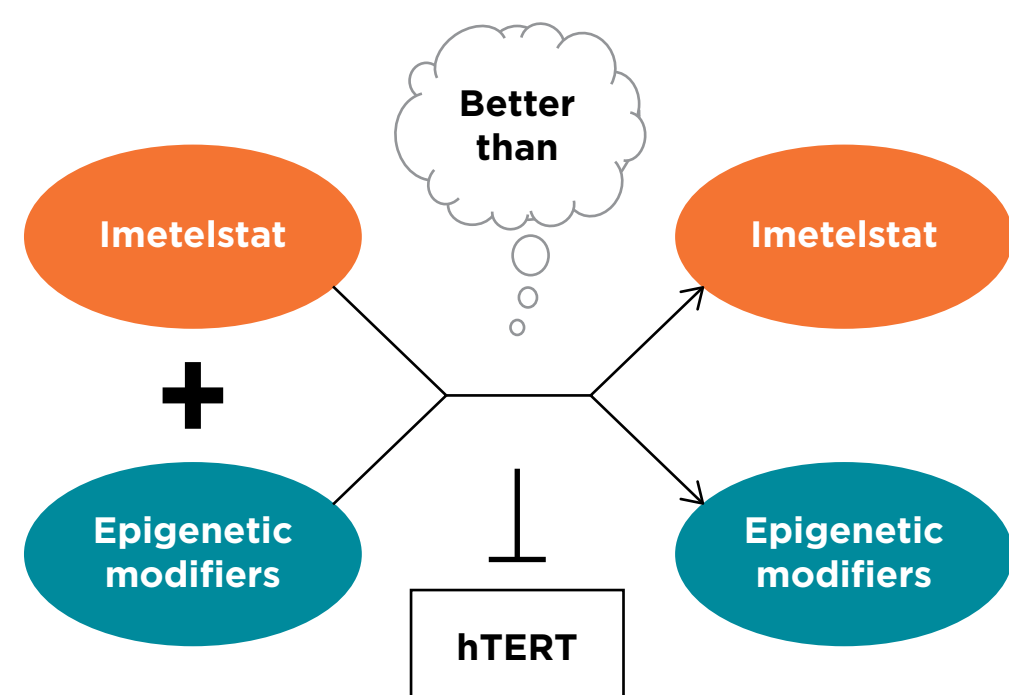 Better
than
Imetelstat
Imetelstat
+
Epigenetic
modifiers
Epigenetic
modifiers
hTERT